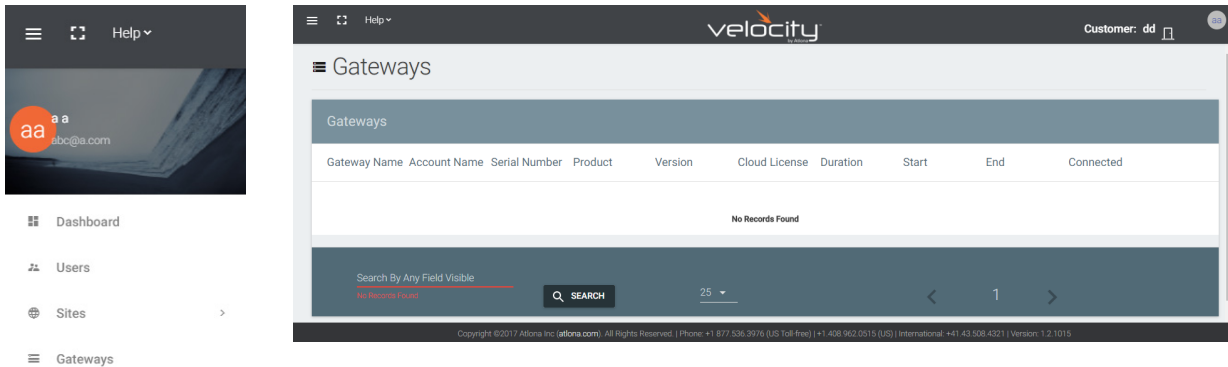 Help
aa
a a
abc@a.com
Dashboard
Users
Sites
Gateways
Help
velocity
by Atlona
Customer: dd
aa
Gateways
Gateways
Gateway Name Account Name Serial Number Product Version Cloud License Duration Start End Connected
No Records Found
Search By Any Field Visible
No Records Found
SEARCH
25
1
Copyright ©2017 Atlona Inc (atlona.com). All Rights Reserved. | Phone: +1 877.536.3976 (US Toll-free) | +1.408.962.0515 (US) | International: +41.43.508.4321 | Version: 1.2.1015